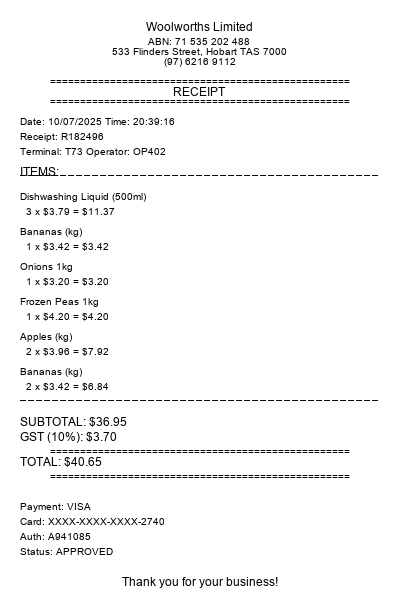 Woolworths Limited
ABN: 71 535 202 488
533 Flinders Street, Hobart TAS 7000
(97) 6216 9112
==================================================
RECEIPT
==================================================
Date: 10/07/2025 Time: 20:39:16
Receipt: R182496
Terminal: T73 Operator: OP402
ITEMS:
Dishwashing Liquid (500ml)
3 x $3.79 = $11.37
Bananas (kg)
1 x $3.42 = $3.42
Onions 1kg
1 x $3.20 = $3.20
Frozen Peas 1kg
1 x $4.20 = $4.20
Apples (kg)
2 x $3.96 = $7.92
Bananas (kg)
2 x $3.42 = $6.84
SUBTOTAL: $36.95
GST (10%): $3.70
==================================================
TOTAL: $40.65
==================================================
Payment: VISA
Card: XXXX-XXXX-XXXX-2740
Auth: A941085
Status: APPROVED
Thank you for your business!